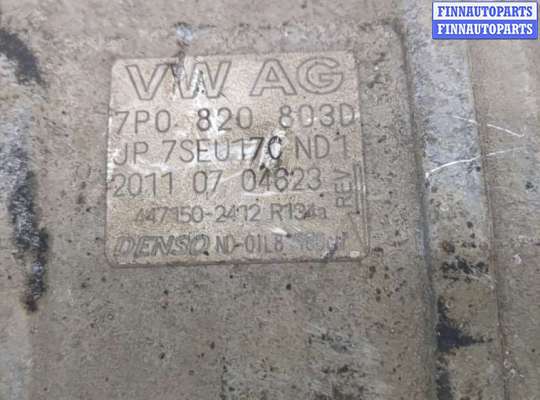 FINNAUTOPARTS
FINNAUTOPARTS
VW AG
7P0 820 803D
JP 7SEU17C ND1
2011 07 04623
REV
447150-2412 R134a
DENSO ND-OIL8